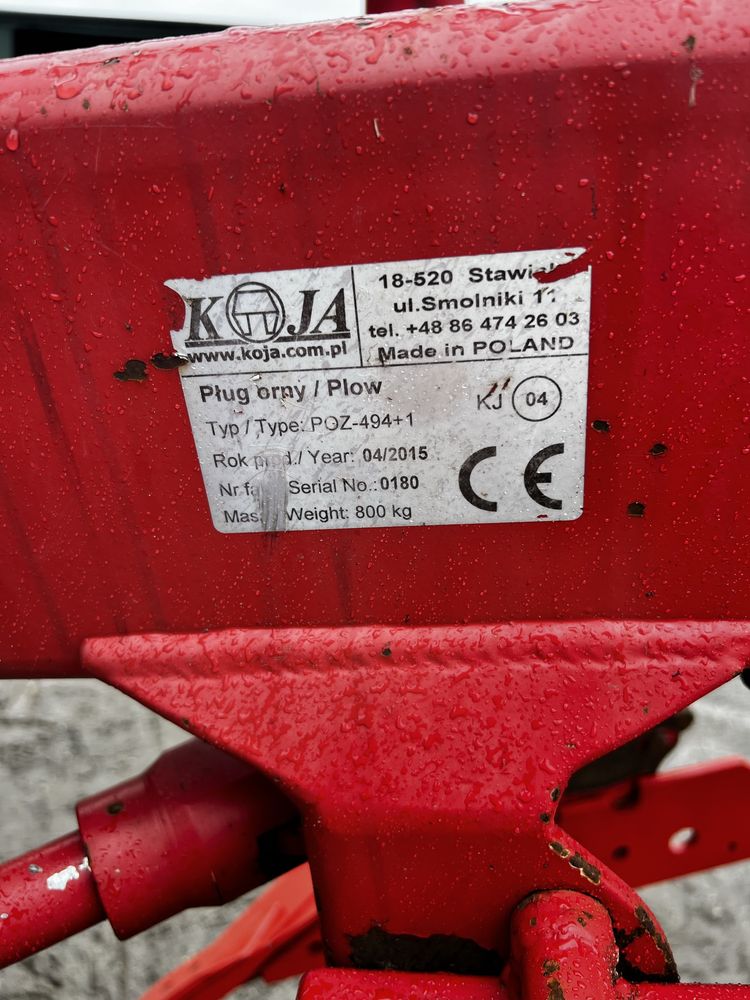 KOJA
www.koja.com.pl
18-520
ul.Smolniki 11
tel. +48 86 474 26 03
Made in POLAND
Pług orny / Plow
KJ 04
Typ / Type: POZ-494+1
Rok / Year: 04/2015
Nr Serial No.:0180
Weight: 800 kg
CE